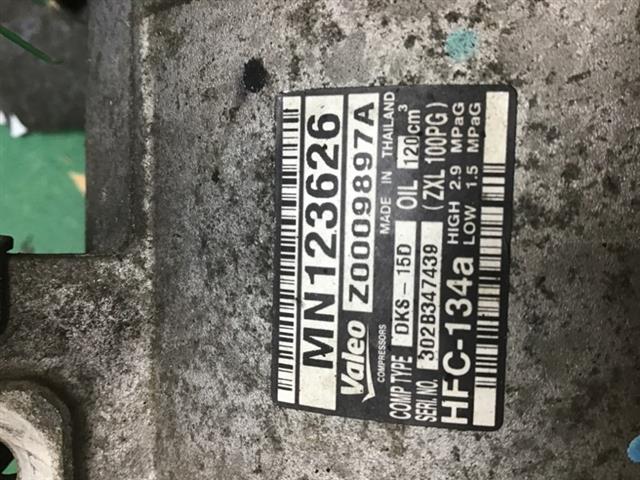 MN123626
Valeo Z0009897A
COMPRESSORS MADE IN THAILAND
COMP TYPE DKS-15D OIL 120cm³
SERI NO. 302B347439 (ZXL 100PG)
HFC-134a HIGH 2.9 MPaG
LOW 1.5 MPaG